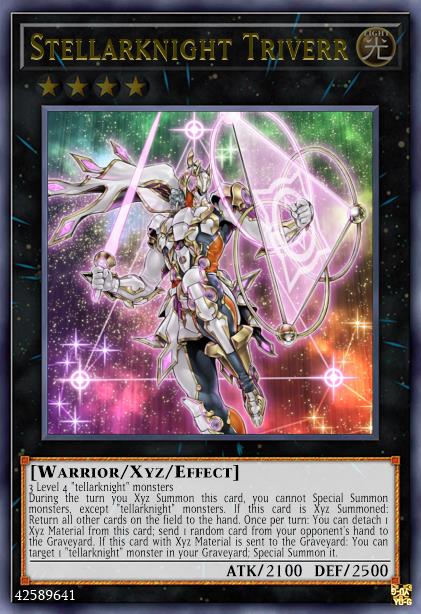 STELLARKNIGHT TRIVERR
LIGHT
光
[WARRIOR/XYZ/EFFECT]
3 Level 4 "tellarknight" monsters
During the turn you Xyz Summon this card, you cannot Special Summon
monsters, except "tellarknight" monsters. If this card is Xyz Summoned:
Return all other cards on the field to the hand. Once per turn: You can detach 1
Xyz Material from this card; send 1 random card from your opponent's hand to
the Graveyard. If this card with Xyz Material is sent to the Graveyard: You can
target 1 "tellarknight" monster in your Graveyard; Special Summon it.
ATK/2100 DEF/2500
42589641